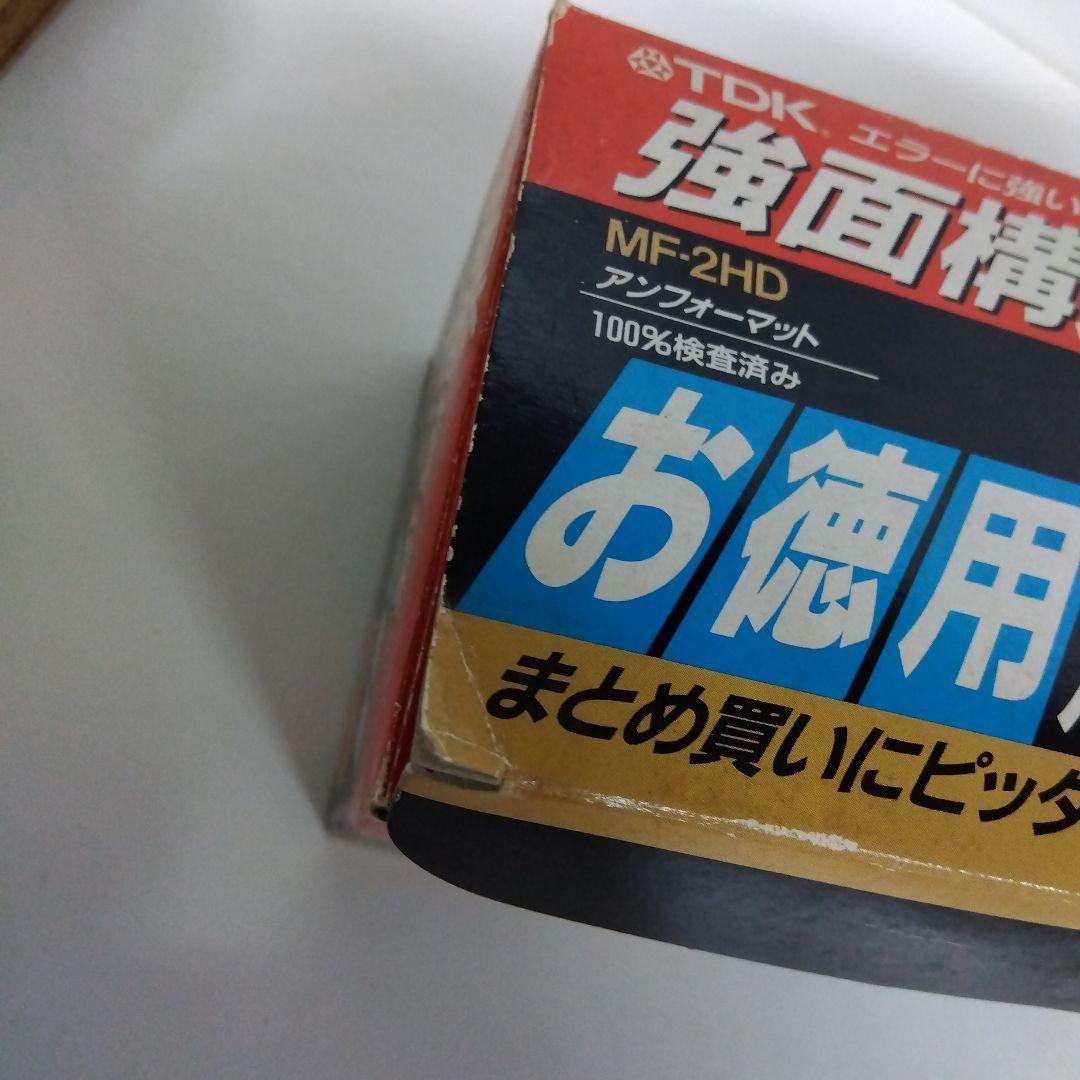 TDK エラーに強い
強面構
MF-2HD
アンフォーマット
100%検査済み
お徳用
まとめ買いにピッタ